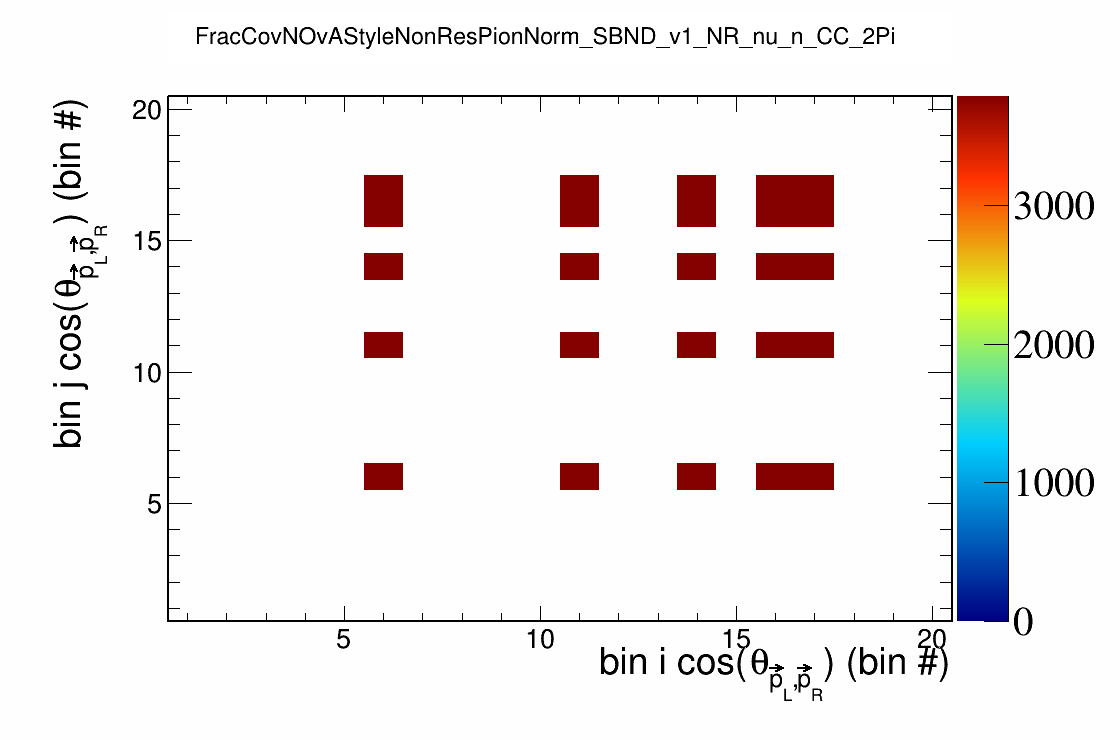 FracCovNOvAStyleNonResPionNorm_SBND_v1_NR_nu_n_CC_2Pi
bin j cos(θp⃗L,p⃗R) (bin #)
20
15
10
5
5 10 15 20
bin i cos(θp⃗L,p⃗R) (bin #)
3000
2000
1000
0